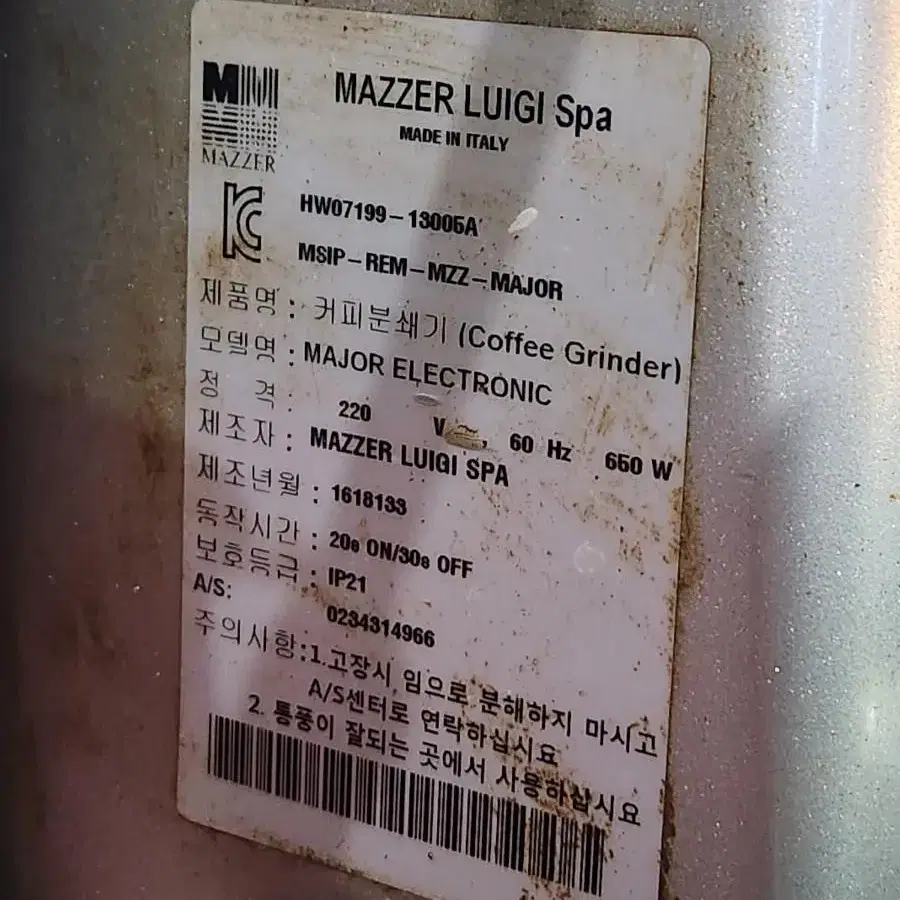 MAZZER LUIGI Spa
MADE IN ITALY
MAZZER
HW07199-13005A
MSIP-REM-MZZ-MAJOR
제품명 : 커피분쇄기 (Coffee Grinder)
모델명 : MAJOR ELECTRONIC
정 격 : 220 V , 60 Hz 650 W
제조자 : MAZZER LUIGI SPA
제조년월 : 1618133
동작시간 : 20s ON/30s OFF
보호등급 : IP21
A/S: 0234314966
주의사항:1.고장시 임으로 분해하지 마시고
A/S센터로 연락하십시요
2. 통풍이 잘되는 곳에서 사용하십시요